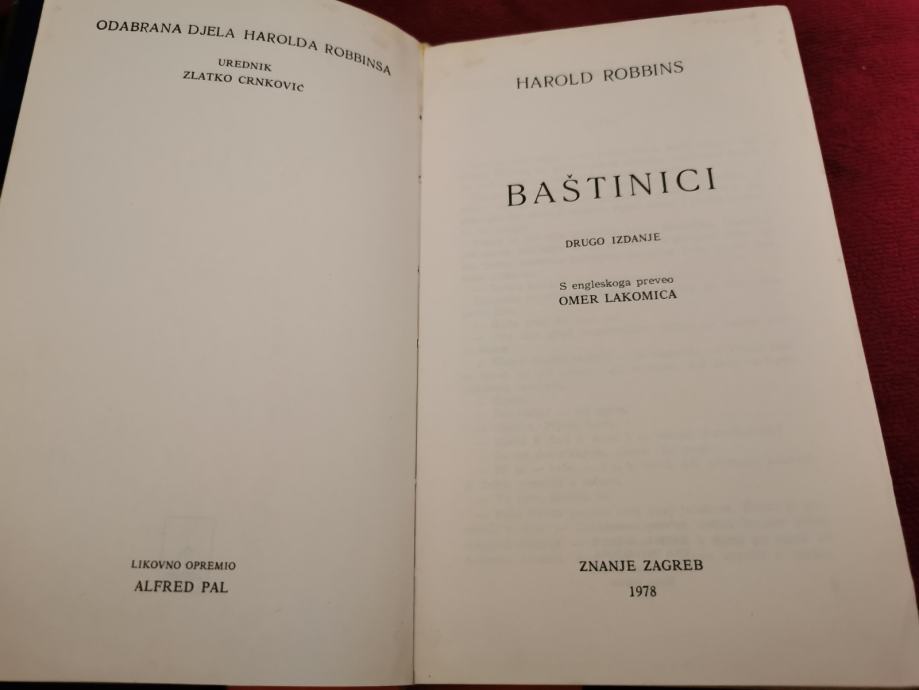 ODABRANA DJELA HAROLDA ROBBINSA
UREDNIK
ZLATKO CRNKOVIĆ
LIKOVNO OPREMIO
ALFRED PAL
HAROLD ROBBINS
BAŠTINICI
DRUGO IZDANJE
S engleskoga preveo
OMER LAKOMICA
ZNANJE ZAGREB
1978